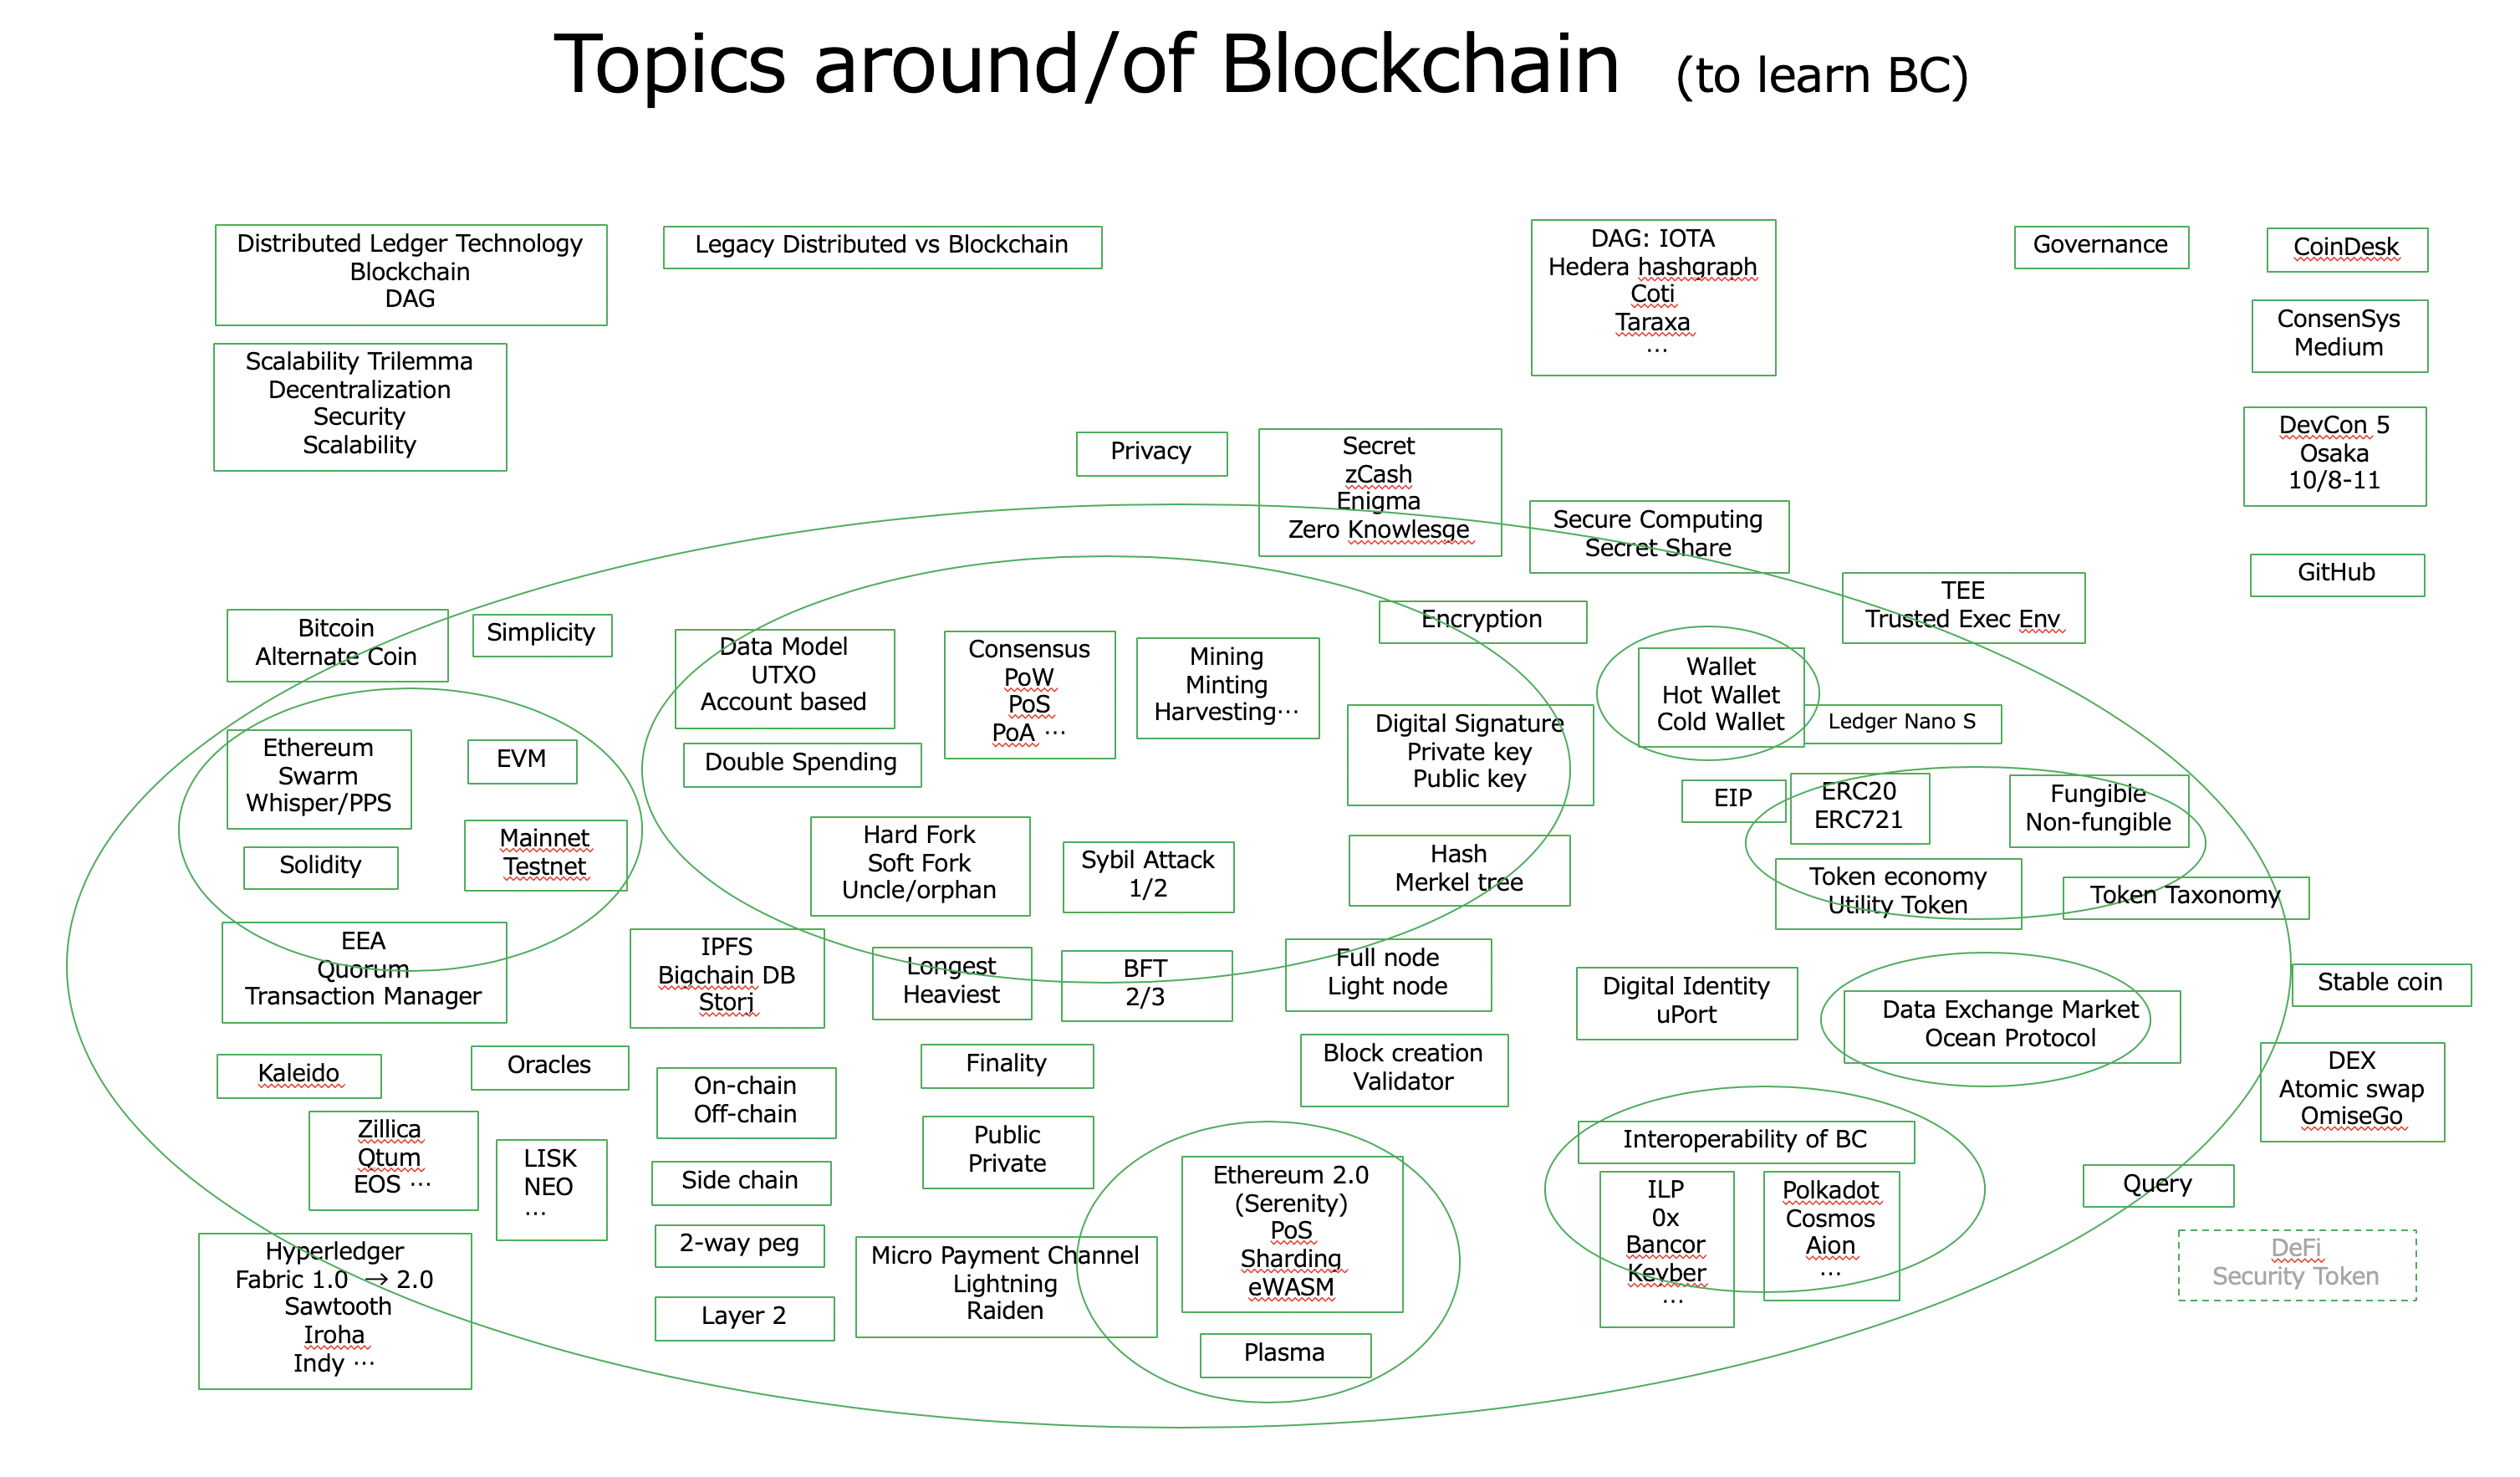 Topics around/of Blockchain (to learn BC)
Distributed Ledger Technology
Blockchain
DAG
Legacy Distributed vs Blockchain
DAG: IOTA
Hedera hashgraph
Coti
Taraxa
…
Governance
CoinDesk
ConsenSys
Medium
Scalability Trilemma
Decentralization
Security
Scalability
DevCon 5
Osaka
10/8-11
Privacy
Secret
zCash
Enigma
Zero Knowlesge
Secure Computing
Secret Share
GitHub
TEE
Trusted Exec Env
Bitcoin
Alternate Coin
Simplicity
Data Model
UTXO
Account based
Consensus
PoW
PoS
PoA …
Mining
Minting
Harvesting…
Encryption
Wallet
Hot Wallet
Cold Wallet
Ledger Nano S
Digital Signature
Private key
Public key
Ethereum
Swarm
Whisper/PPS
EVM
Double Spending
EIP
ERC20
ERC721
Fungible
Non-fungible
Solidity
Mainnet
Testnet
Hard Fork
Soft Fork
Uncle/orphan
Sybil Attack
1/2
Hash
Merkel tree
Token economy
Utility Token
Token Taxonomy
EEA
Quorum
Transaction Manager
IPFS
Bigchain DB
Storj
Longest
Heaviest
BFT
2/3
Full node
Light node
Digital Identity
uPort
Data Exchange Market
Ocean Protocol
Stable coin
Kaleido
Oracles
On-chain
Off-chain
Finality
Block creation
Validator
DEX
Atomic swap
OmiseGo
Zillica
Qtum
EOS …
LISK
NEO
…
Side chain
Public
Private
Ethereum 2.0
(Serenity)
PoS
Sharding
eWASM
Interoperability of BC
ILP
0x
Bancor
Keyber
…
Polkadot
Cosmos
Aion
…
Query
Hyperledger
Fabric 1.0 → 2.0
Sawtooth
Iroha
Indy …
2-way peg
Layer 2
Micro Payment Channel
Lightning
Raiden
Plasma
DeFi
Security Token